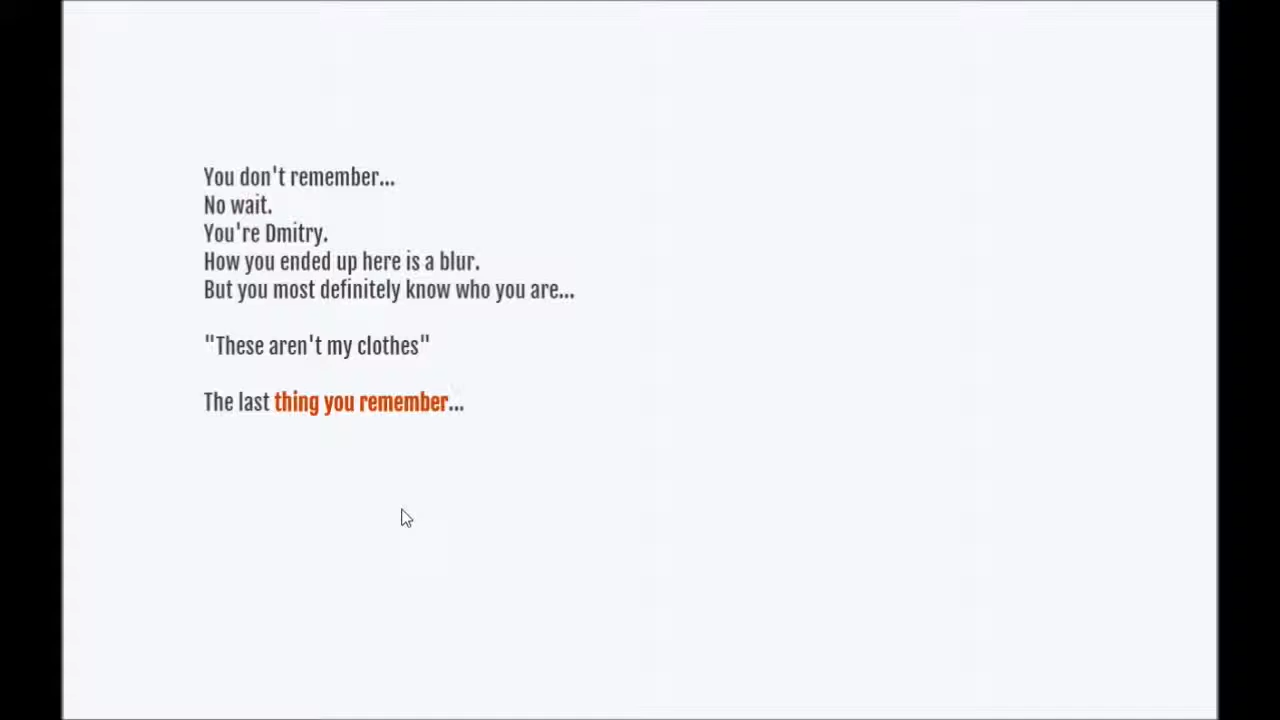 You don't remember...
No wait.
You're Dmitry.
How you ended up here is a blur.
But you most definitely know who you are...
"These aren't my clothes"
The last thing you remember...